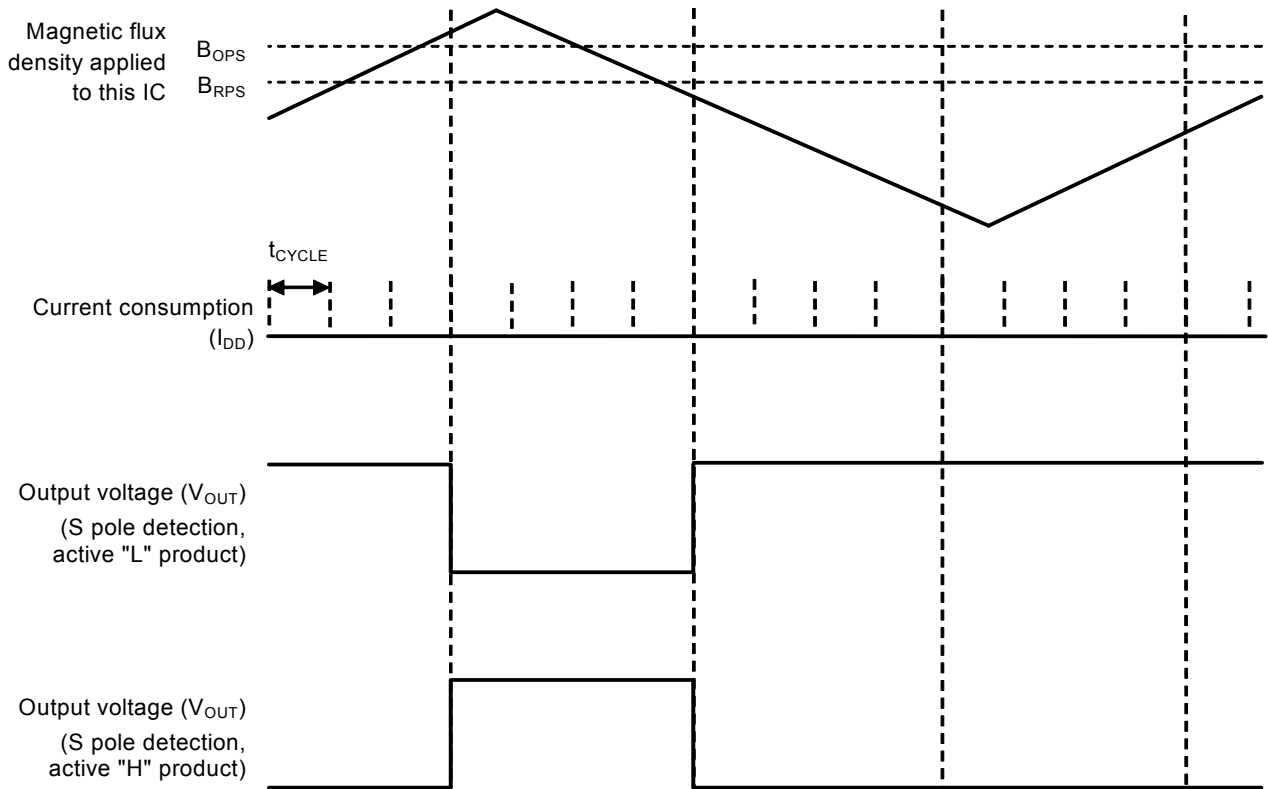 Magnetic flux
density applied
to this IC
BOPS
BRPS
tCYCLE
Current consumption
(IDD)
Output voltage (VOUT)
(S pole detection,
active "L" product)
Output voltage (VOUT)
(S pole detection,
active "H" product)